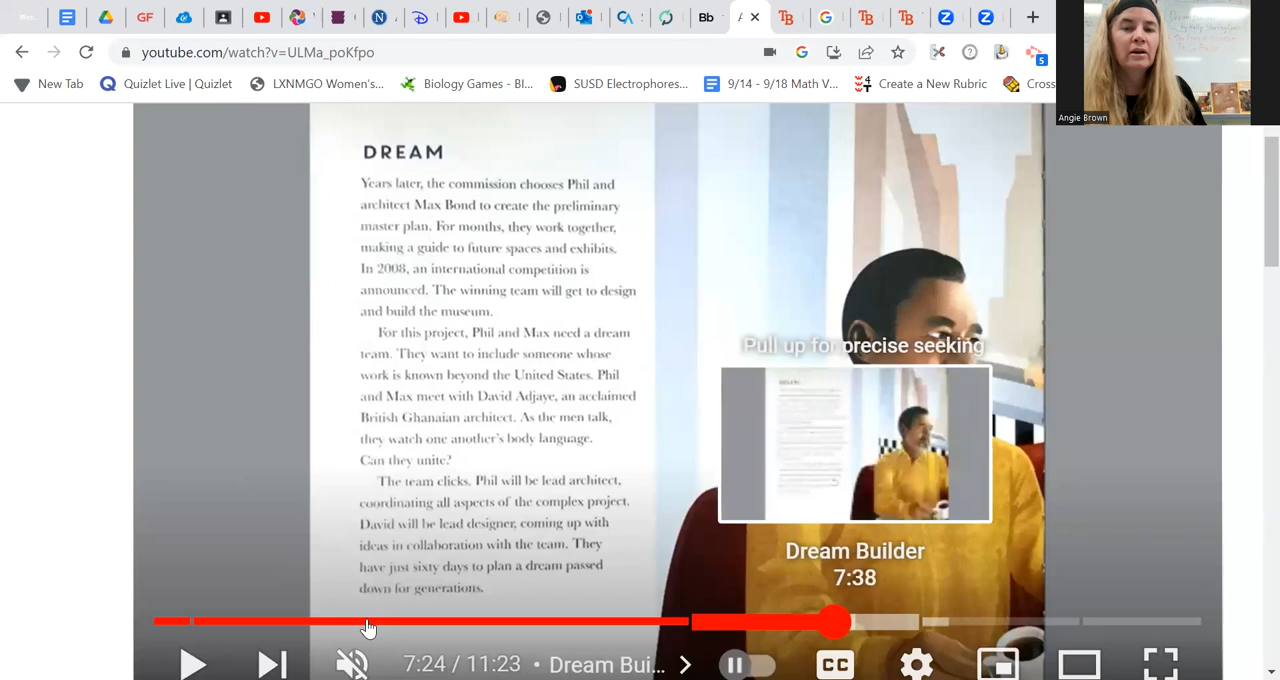 GF
Bb
TB
G
TB
TB
youtube.com/watch?v=ULMa_poKfpo
5
New Tab
Quizlet Live | Quizlet
LXNMGO Women's...
Biology Games - Bl...
SUSD Electrophores...
9/14 - 9/18 Math V...
Create a New Rubric
Cross
Angie Brown
DREAM
Years later, the commission chooses Phil and
architect Max Bond to create the preliminary
master plan. For months, they work together,
making a guide to future spaces and exhibits.
In 2008, an international competition is
announced. The winning team will get to design
and build the museum.
For this project, Phil and Max need a dream
team. They want to include someone whose
work is known beyond the United States. Phil
and Max meet with David Adjaye, an acclaimed
British Ghanaian architect. As the men talk,
they watch one another's body language.
Can they unite?
The team clicks. Phil will be lead architect,
coordinating all aspects of the complex project.
David will be lead designer, coming up with
ideas in collaboration with the team. They
have just sixty days to plan a dream passed
down for generations.
Pull up for precise seeking
Dream Builder
7:38
7:24 / 11:23 • Dream Bui...
CC